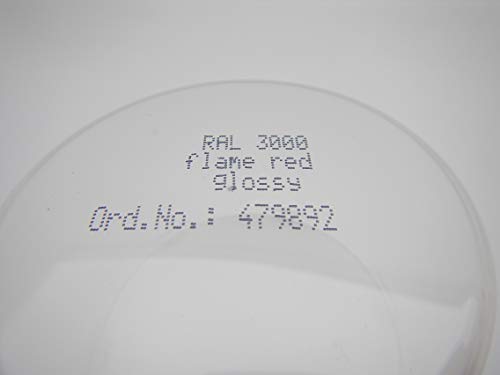 RAL 3000
flame red
glossy
Ord.No.: 479892